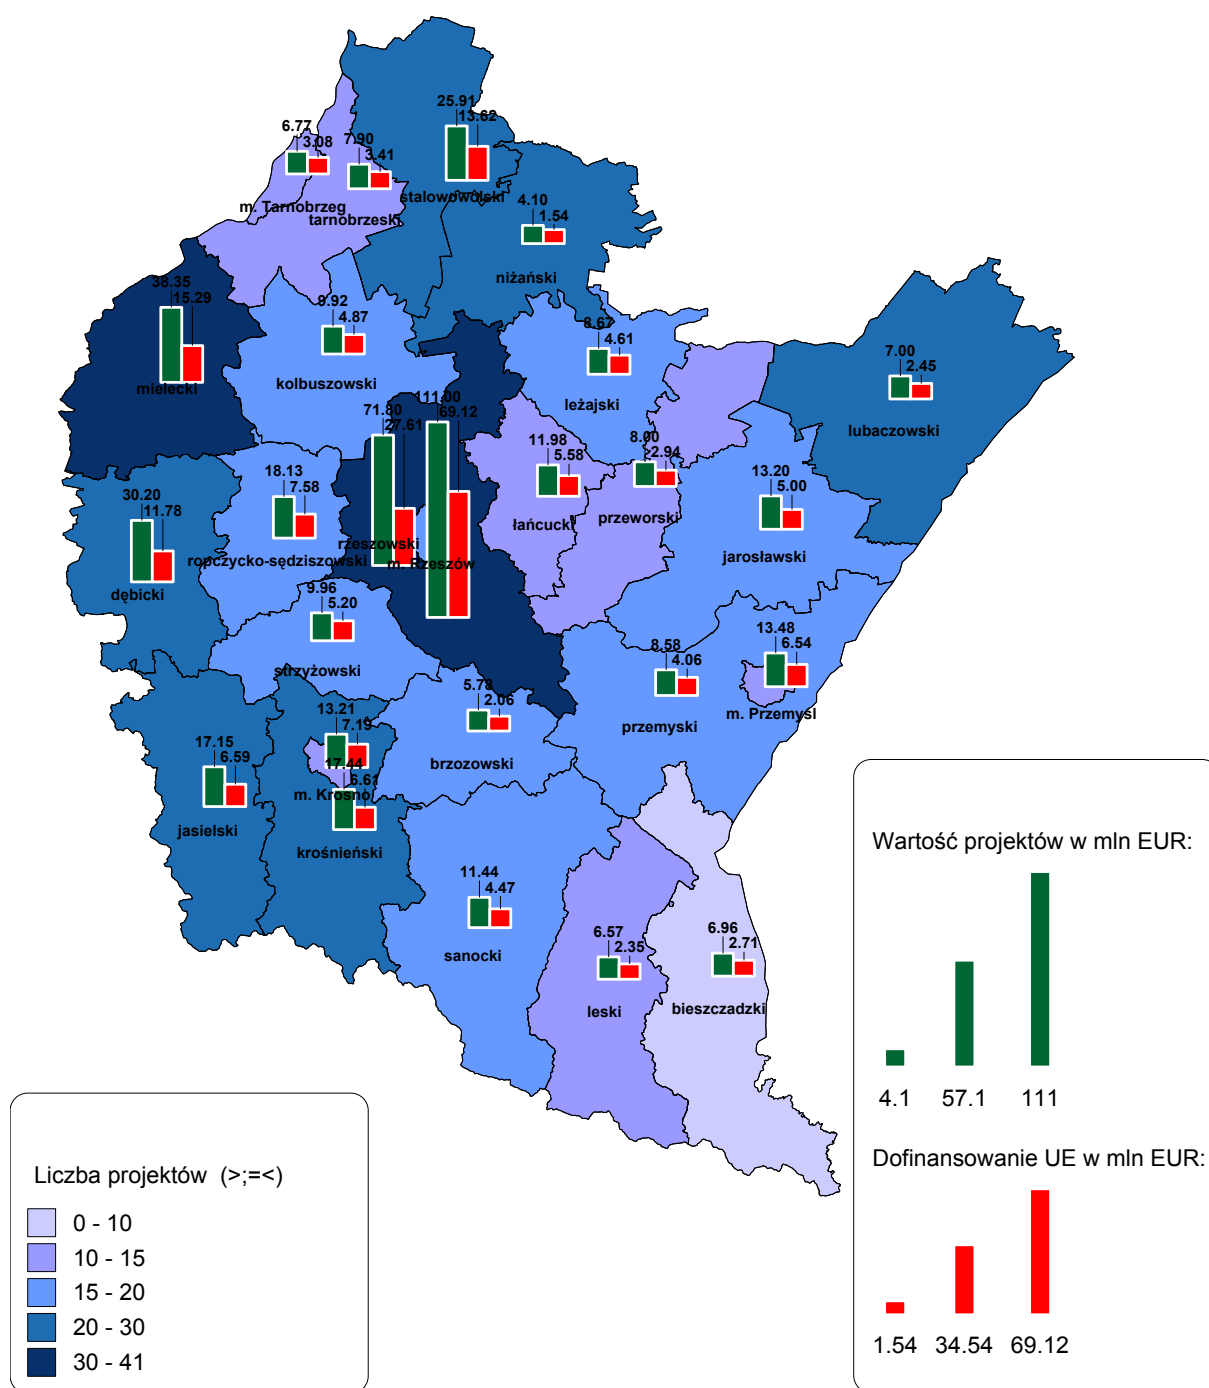 25.91
13.62
6.77
3.08
7.90
3.41
m. Tarnobrzeg
tarnobrzeski
stalowowolski
4.10
1.54
niżański
38.35
15.29
mielecki
9.92
4.87
kolbuszowski
8.67
4.61
leżajski
7.00
2.45
lubaczowski
71.80
27.61
rzeszowski
111.00
69.12
m. Rzeszów
11.98
5.58
łańcucki
8.00
2.94
przeworski
13.20
5.00
jarosławski
30.20
11.78
dębicki
18.13
7.58
ropczycko-sędziszowski
9.96
5.20
strzyżowski
5.78
2.06
brzozowski
8.58
4.06
przemyski
13.48
6.54
m. Przemyśl
17.15
6.59
jasielski
13.21
7.19
m. Krosno
17.44
6.61
krośnieński
11.44
4.47
sanocki
6.57
2.35
leski
6.96
2.71
bieszczadzki
Wartość projektów w mln EUR:
4.1 57.1 111
Dofinansowanie UE w mln EUR:
1.54 34.54 69.12
Liczba projektów (>;=<)
0 - 10
10 - 15
15 - 20
20 - 30
30 - 41